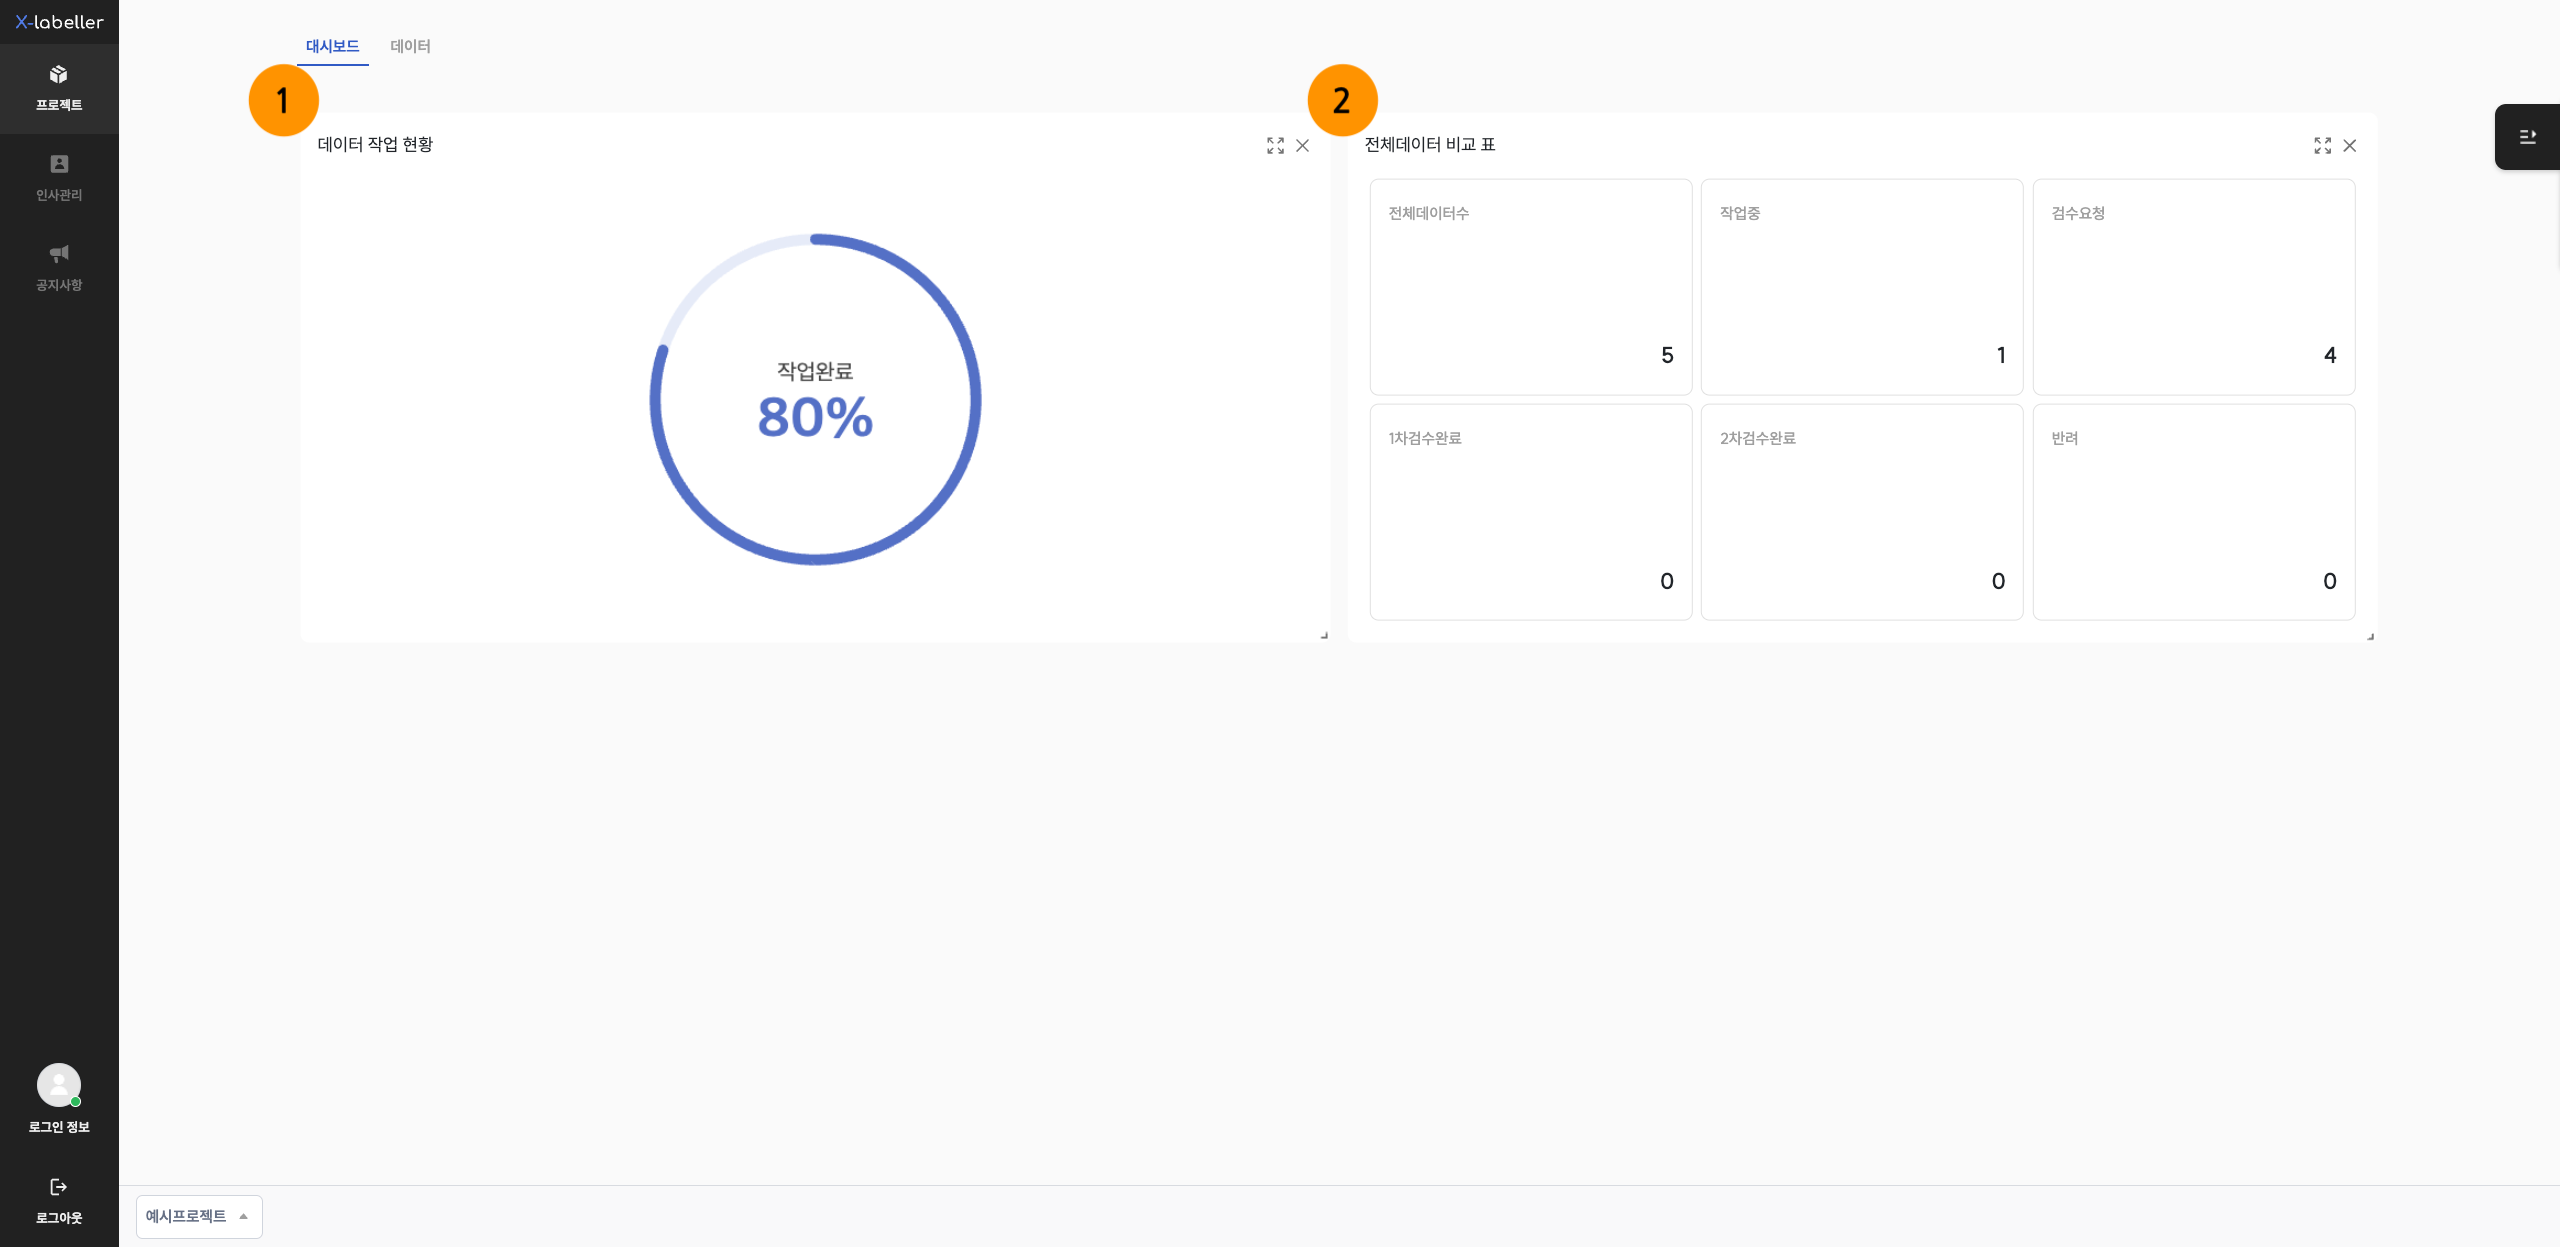 X-labeller
프로젝트
인사관리
공지사항
로그인 정보
로그아웃
대시보드 데이터
1
데이터 작업 현황
작업완료
80%
2
전체데이터 비교 표
전체데이터수
5
작업중
1
검수요청
4
1차검수완료
0
2차검수완료
0
반려
0
예시프로젝트